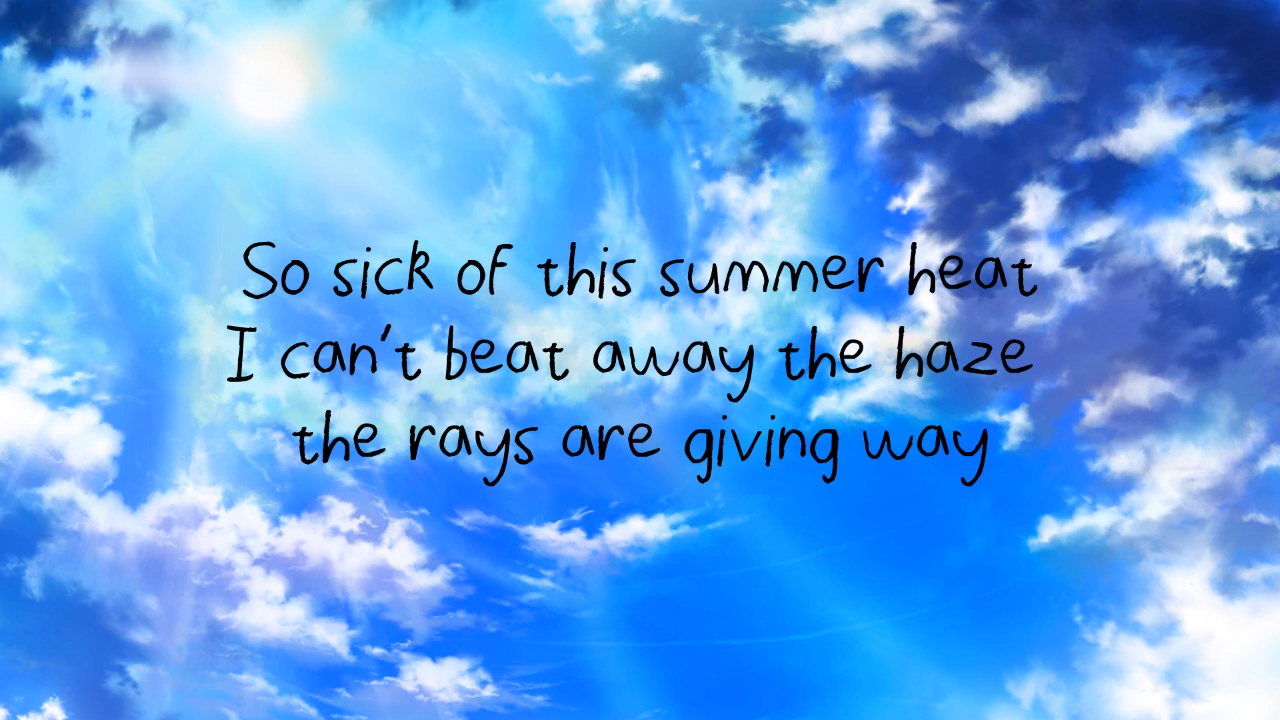 So sick of this summer heat
I can't beat away the haze
the rays are giving way